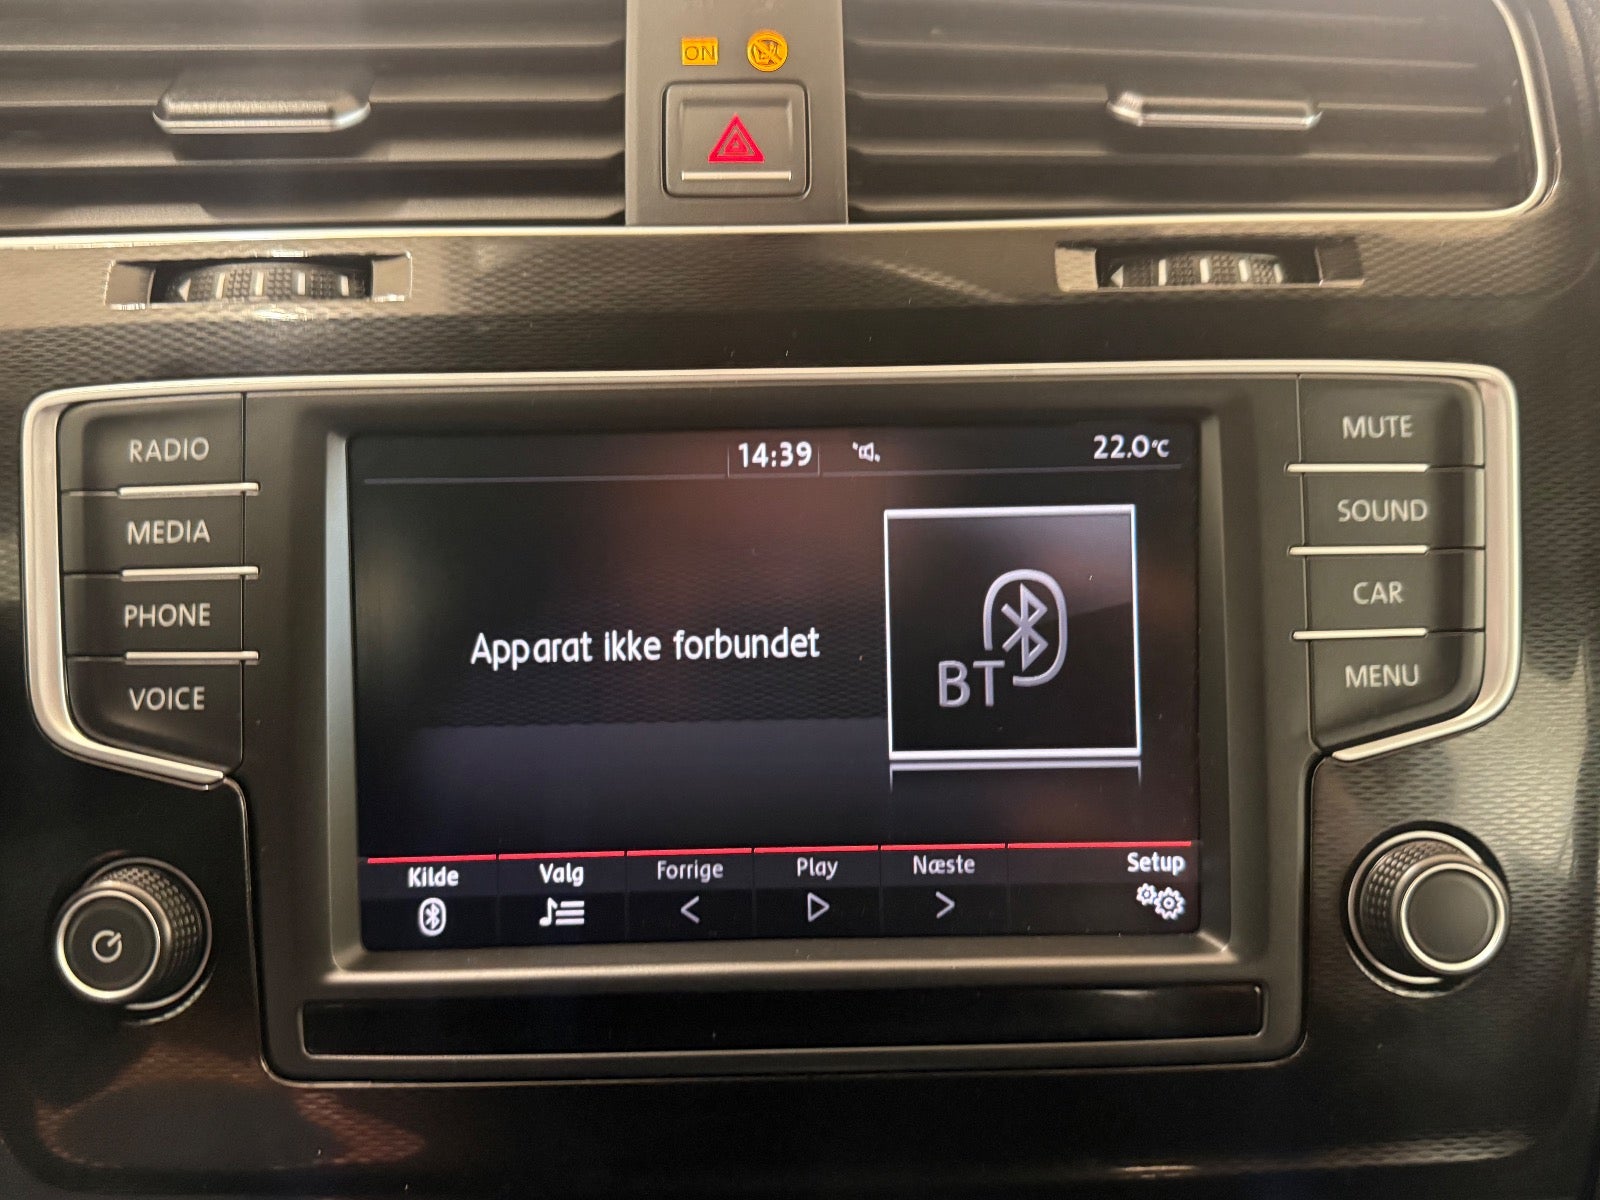 ON
RADIO
MEDIA
PHONE
VOICE
14:39
22.0°C
Apparat ikke forbundet
BT
Kilde
Valg
Forrige
Play
Næste
Setup
MUTE
SOUND
CAR
MENU